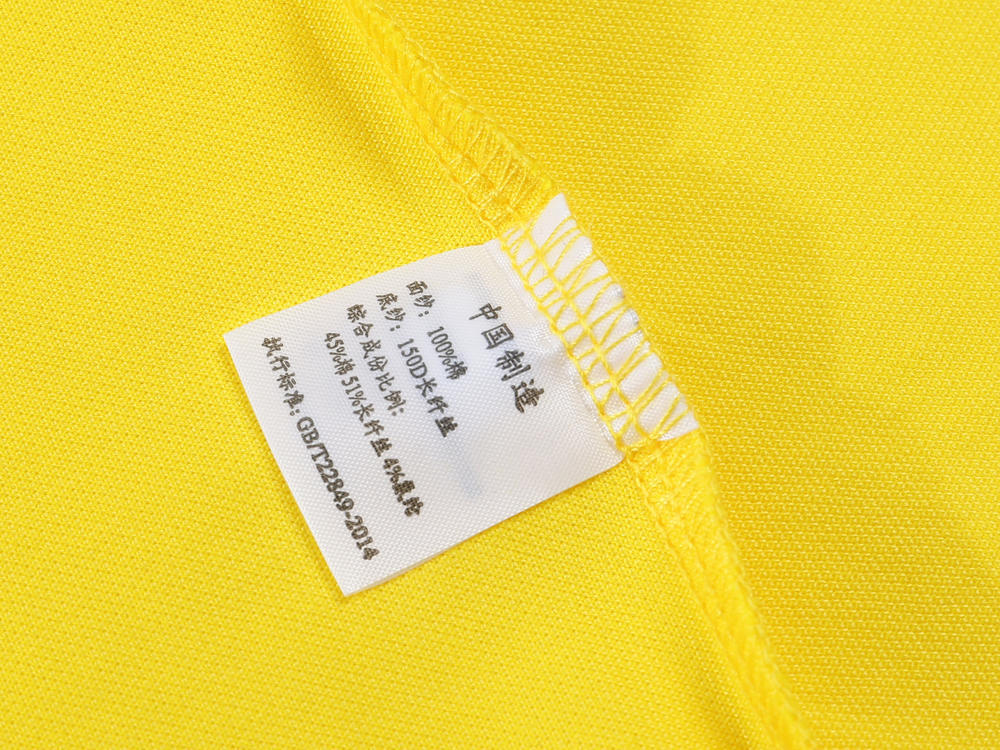 中国制造
面纱：100%棉
底纱：150D长纤丝
综合成份比例：
45%棉 51%长纤丝 4%氨纶
执行标准：GB/T22849-2014